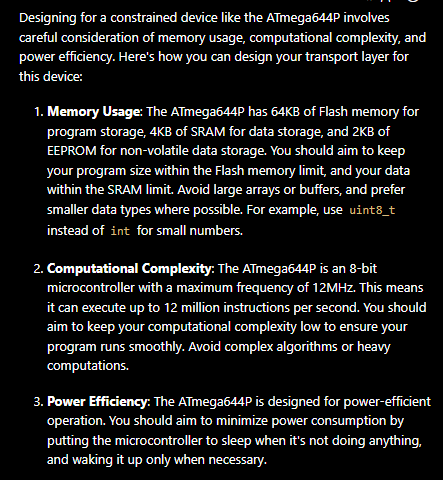 Designing for a constrained device like the ATmega644P involves
careful consideration of memory usage, computational complexity, and
power efficiency. Here's how you can design your transport layer for
this device:
1. Memory Usage: The ATmega644P has 64KB of Flash memory for
program storage, 4KB of SRAM for data storage, and 2KB of
EEPROM for non-volatile data storage. You should aim to keep
your program size within the Flash memory limit, and your data
within the SRAM limit. Avoid large arrays or buffers, and prefer
smaller data types where possible. For example, use uint8_t
instead of int for small numbers.
2. Computational Complexity: The ATmega644P is an 8-bit
microcontroller with a maximum frequency of 12MHz. This means
it can execute up to 12 million instructions per second. You should
aim to keep your computational complexity low to ensure your
program runs smoothly. Avoid complex algorithms or heavy
computations.
3. Power Efficiency: The ATmega644P is designed for power-efficient
operation. You should aim to minimize power consumption by
putting the microcontroller to sleep when it's not doing anything,
and waking it up only when necessary.